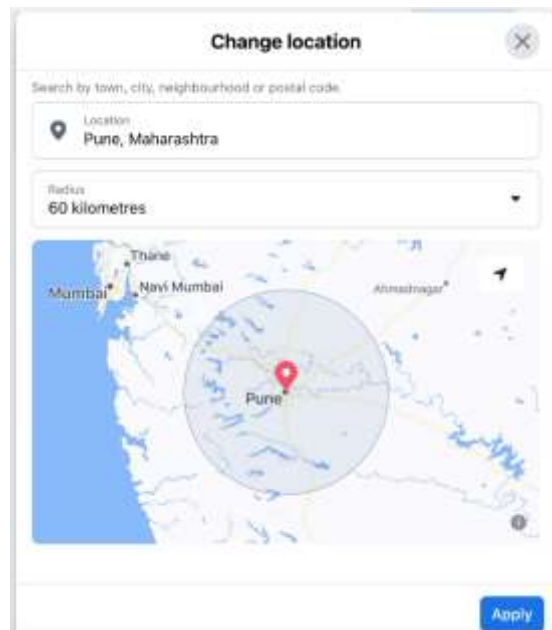 Change location
Search by town, city, neighbourhood or postal code.
Location
Pune, Maharashtra
Radius
60 kilometres
Thane
Mumbai
Navi Mumbai
Ahmadnagar
Pune
Apply